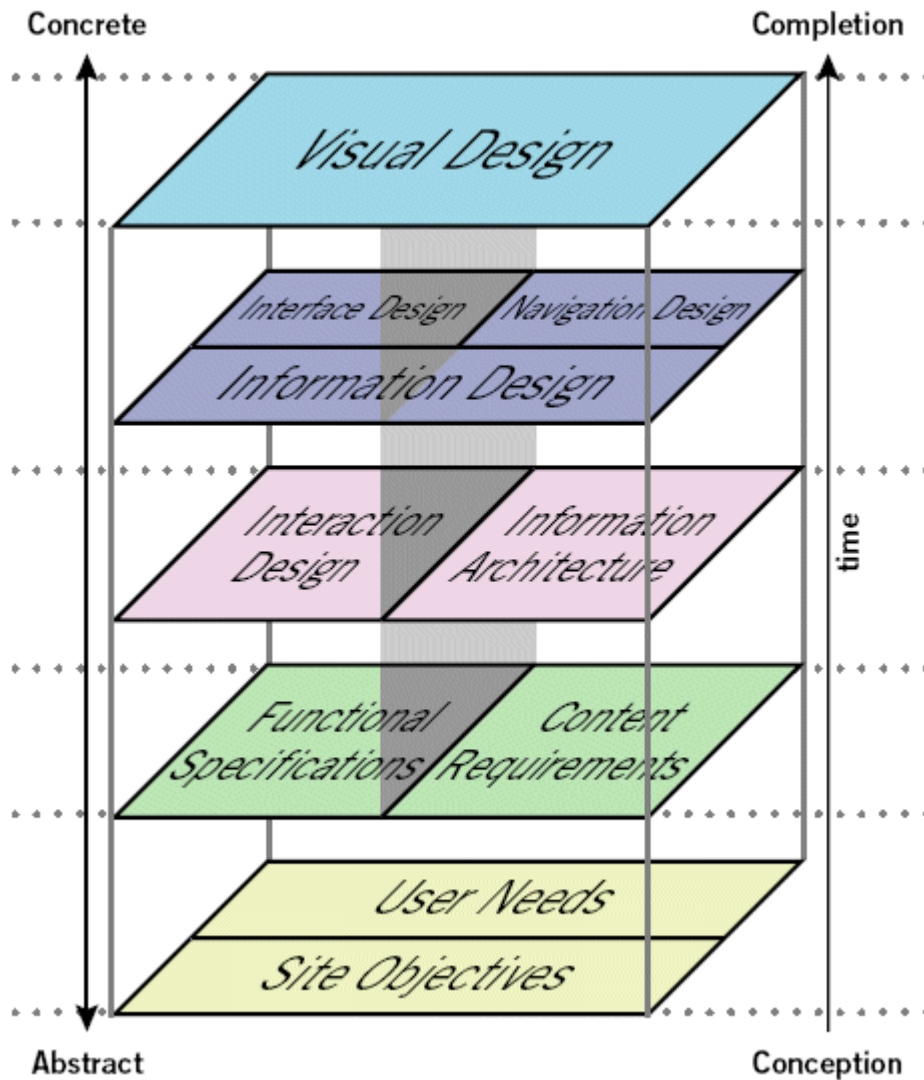 Concrete
Completion
Visual Design
Interface Design
Navigation Design
Information Design
Interaction
Design
Information
Architecture
time
Functional
Specifications
Content
Requirements
User Needs
Site Objectives
Abstract
Conception